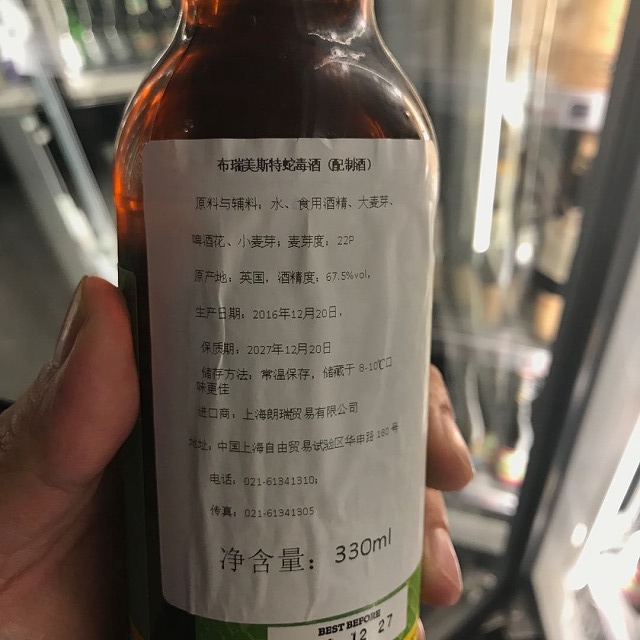 布瑞美斯特蛇毒酒（配制酒）
原料与辅料：水、食用酒精、大麦芽、
啤酒花、小麦芽；麦芽度：22P
原产地：英国，酒精度：67.5%vol，
生产日期：2016年12月20日，
保质期：2027年12月20日
储存方法：常温保存，储藏于 8-10℃口
味更佳
进口商：上海朗瑞贸易有限公司
地址：中国上海自由贸易试验区华申路 180 号
电话：021-61341310；
传真：021-61341305
净含量：330ml
BEST BEFORE
12 27